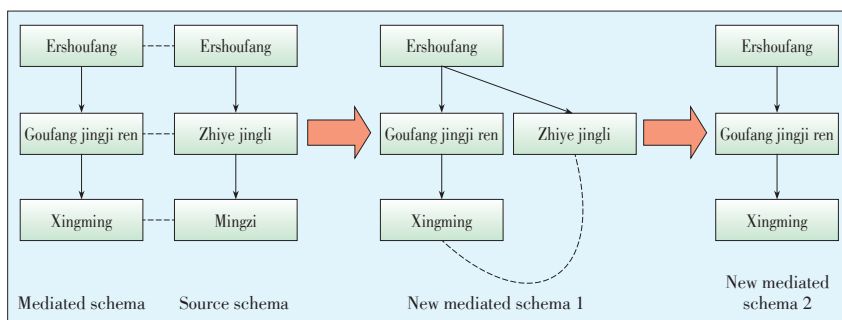 Ershoufang
Ershoufang
Ershoufang
Ershoufang
Goufang jingji ren
Zhiye jingli
Goufang jingji ren
Zhiye jingli
Goufang jingji ren
Xingming
Mingzi
Xingming
Xingming
Mediated schema
Source schema
New mediated schema 1
New mediated
schema 2